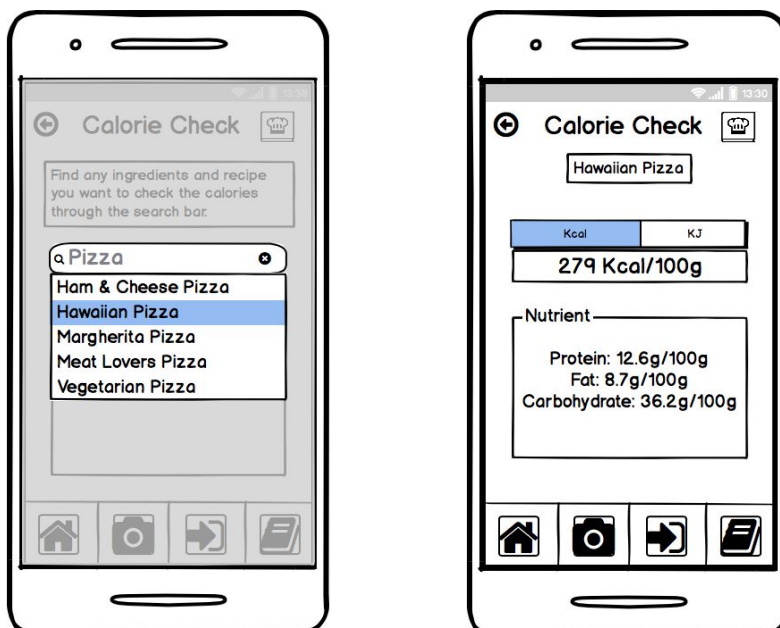 13:30
Calorie Check
Find any ingredients and recipe
you want to check the calories
through the search bar.
Pizza
Ham & Cheese Pizza
Hawaiian Pizza
Margherita Pizza
Meat Lovers Pizza
Vegetarian Pizza
13:30
Calorie Check
Hawaiian Pizza
Kcal
KJ
279 Kcal/100g
Nutrient
Protein: 12.6g/100g
Fat: 8.7g/100g
Carbohydrate: 36.2g/100g